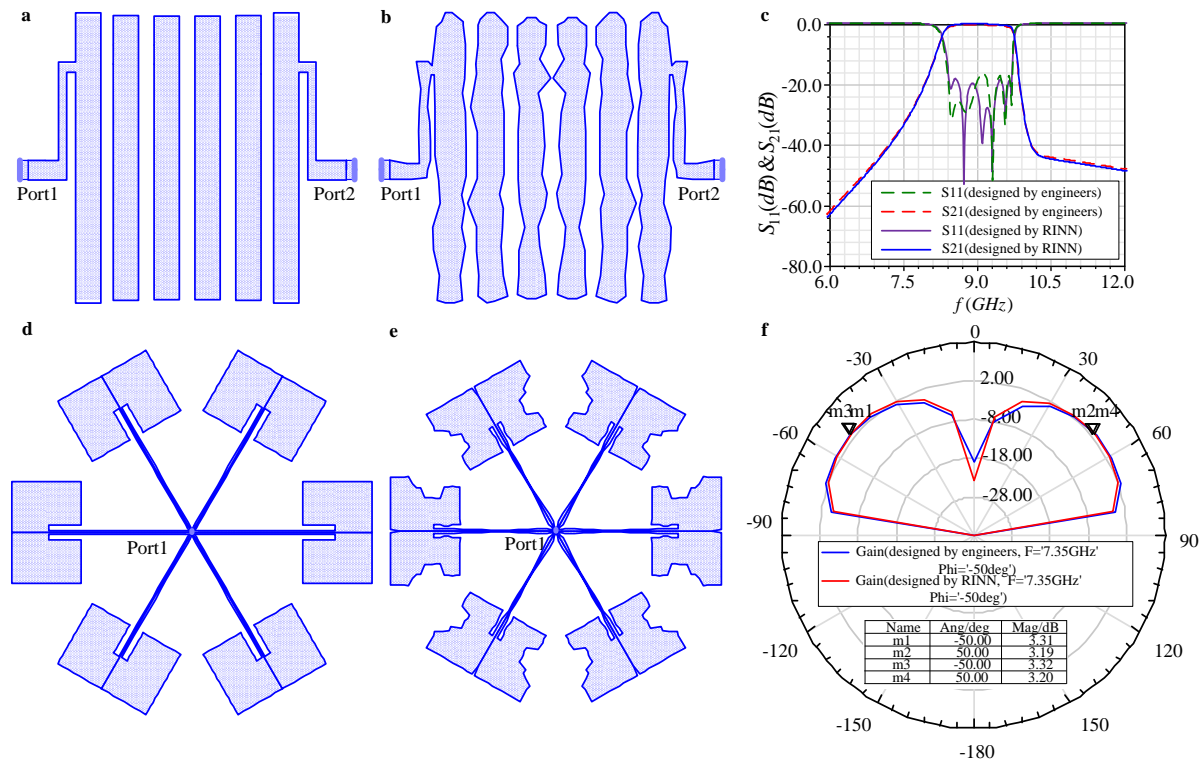 a
Port1
Port2
b
Port1
Port2
c
S11(dB) & S21(dB)
0.0
-20.0
-40.0
-60.0
-80.0
S11(designed by engineers)
S21(designed by engineers)
S11(designed by RINN)
S21(designed by RINN)
6.0
7.5
9.0
10.5
12.0
f (GHz)
d
Port1
e
Port1
f
0
-30
30
-60
60
-90
90
-120
120
-150
150
-180
2.00
-8.00
-18.00
-28.00
m3m1
m2m4
Gain(designed by engineers, F='7.35GHz'
Phi='-50deg')
Gain(designed by RINN, F='7.35GHz'
Phi='-50deg')
Name Ang/deg Mag/dB
m1 -50.00 3.31
m2 50.00 3.19
m3 -50.00 3.32
m4 50.00 3.20